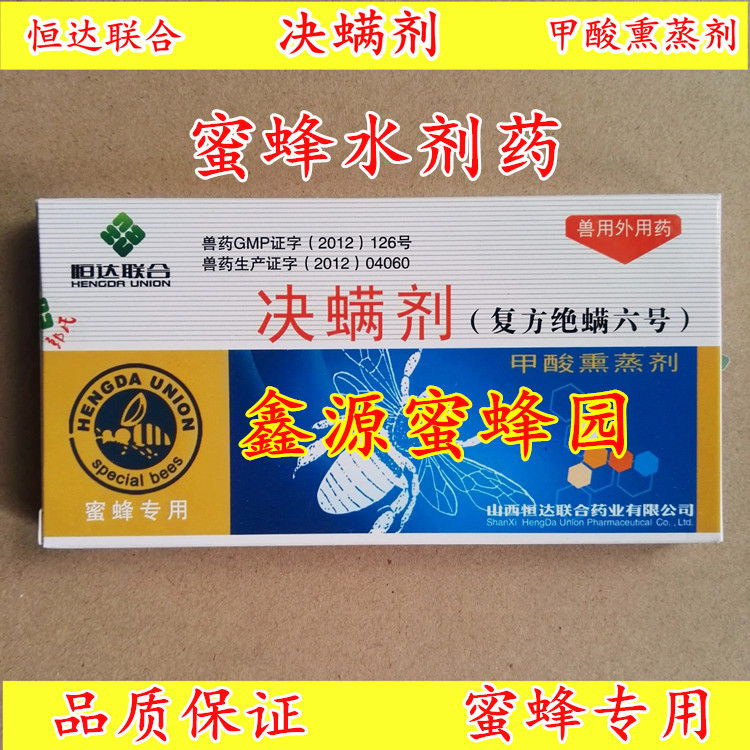 恒达联合 决螨剂 甲酸熏蒸剂
蜜蜂水剂药
兽药GMP证字（2012）126号
兽药生产证字（2012）04060
兽用外用药
恒达联合
HENGDA UNION
决螨剂（复方绝螨六号）
甲酸熏蒸剂
HENGDA UNION
special bees
蜜蜂专用
鑫源蜜蜂园
山西恒达联合药业有限公司
ShanXi HengDa Union Pharmaceutical Co.,Ltd.
品质保证 蜜蜂专用